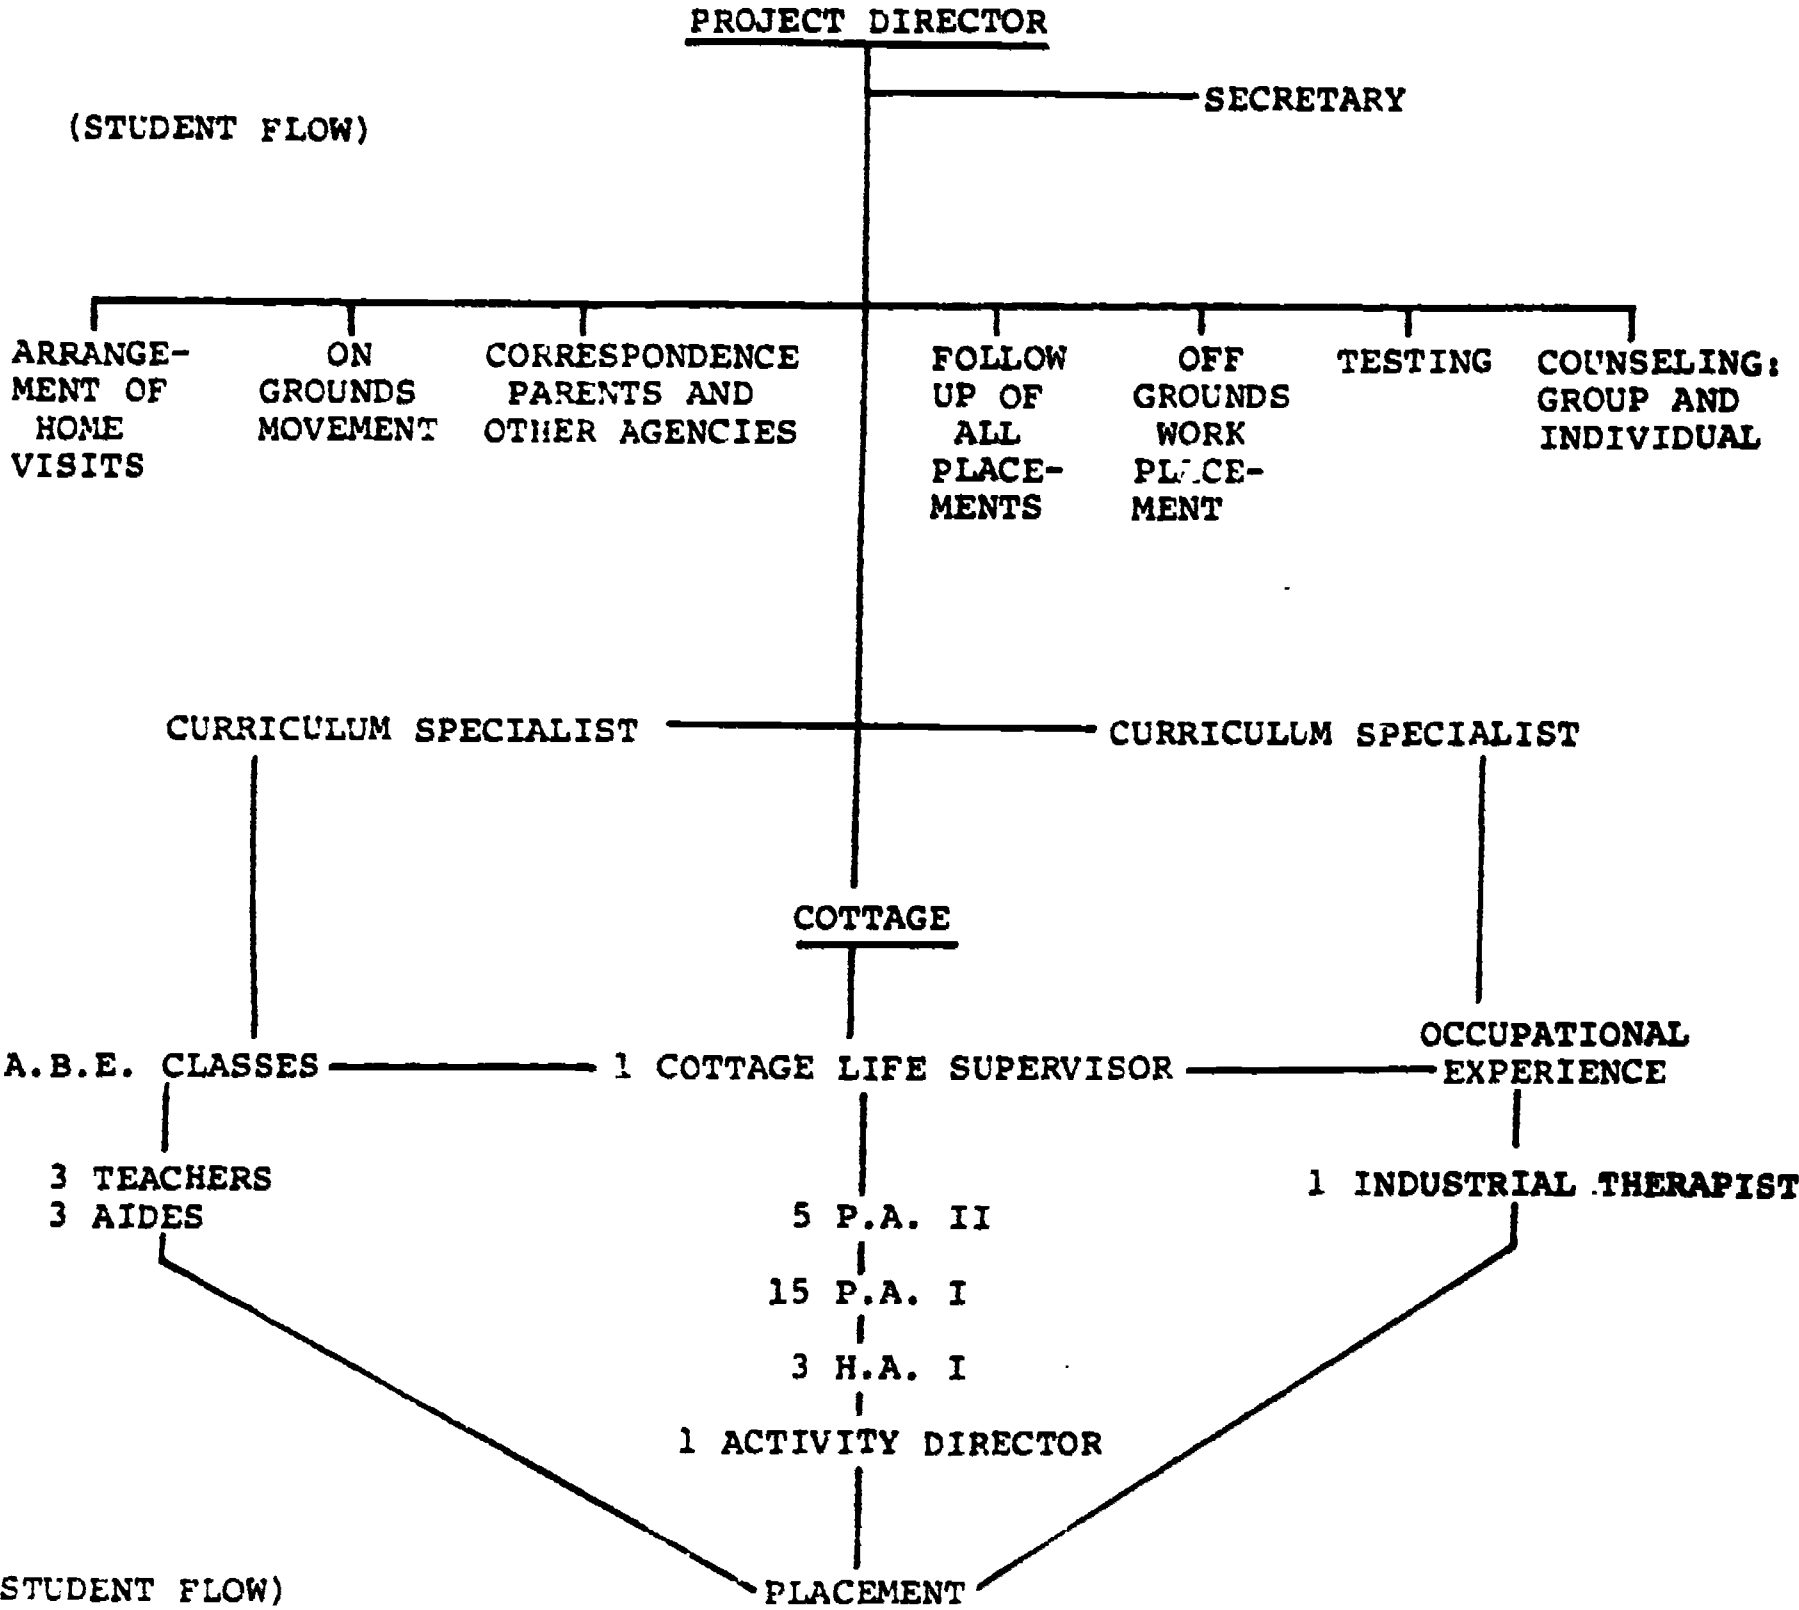 PROJECT DIRECTOR
SECRETARY
(STUDENT FLOW)
ARRANGE-
MENT OF
HOME
VISITS
ON
GROUNDS
MOVEMENT
CORRESPONDENCE
PARENTS AND
OTHER AGENCIES
FOLLOW
UP OF
ALL
PLACE-
MENTS
OFF
GROUNDS
WORK
PLACE-
MENT
TESTING
COUNSELING:
GROUP AND
INDIVIDUAL
CURRICULUM SPECIALIST
CURRICULUM SPECIALIST
COTTAGE
A.B.E. CLASSES
1 COTTAGE LIFE SUPERVISOR
OCCUPATIONAL
EXPERIENCE
3 TEACHERS
3 AIDES
1 INDUSTRIAL THERAPIST
5 P.A. II
15 P.A. I
3 H.A. I
1 ACTIVITY DIRECTOR
STUDENT FLOW)
PLACEMENT